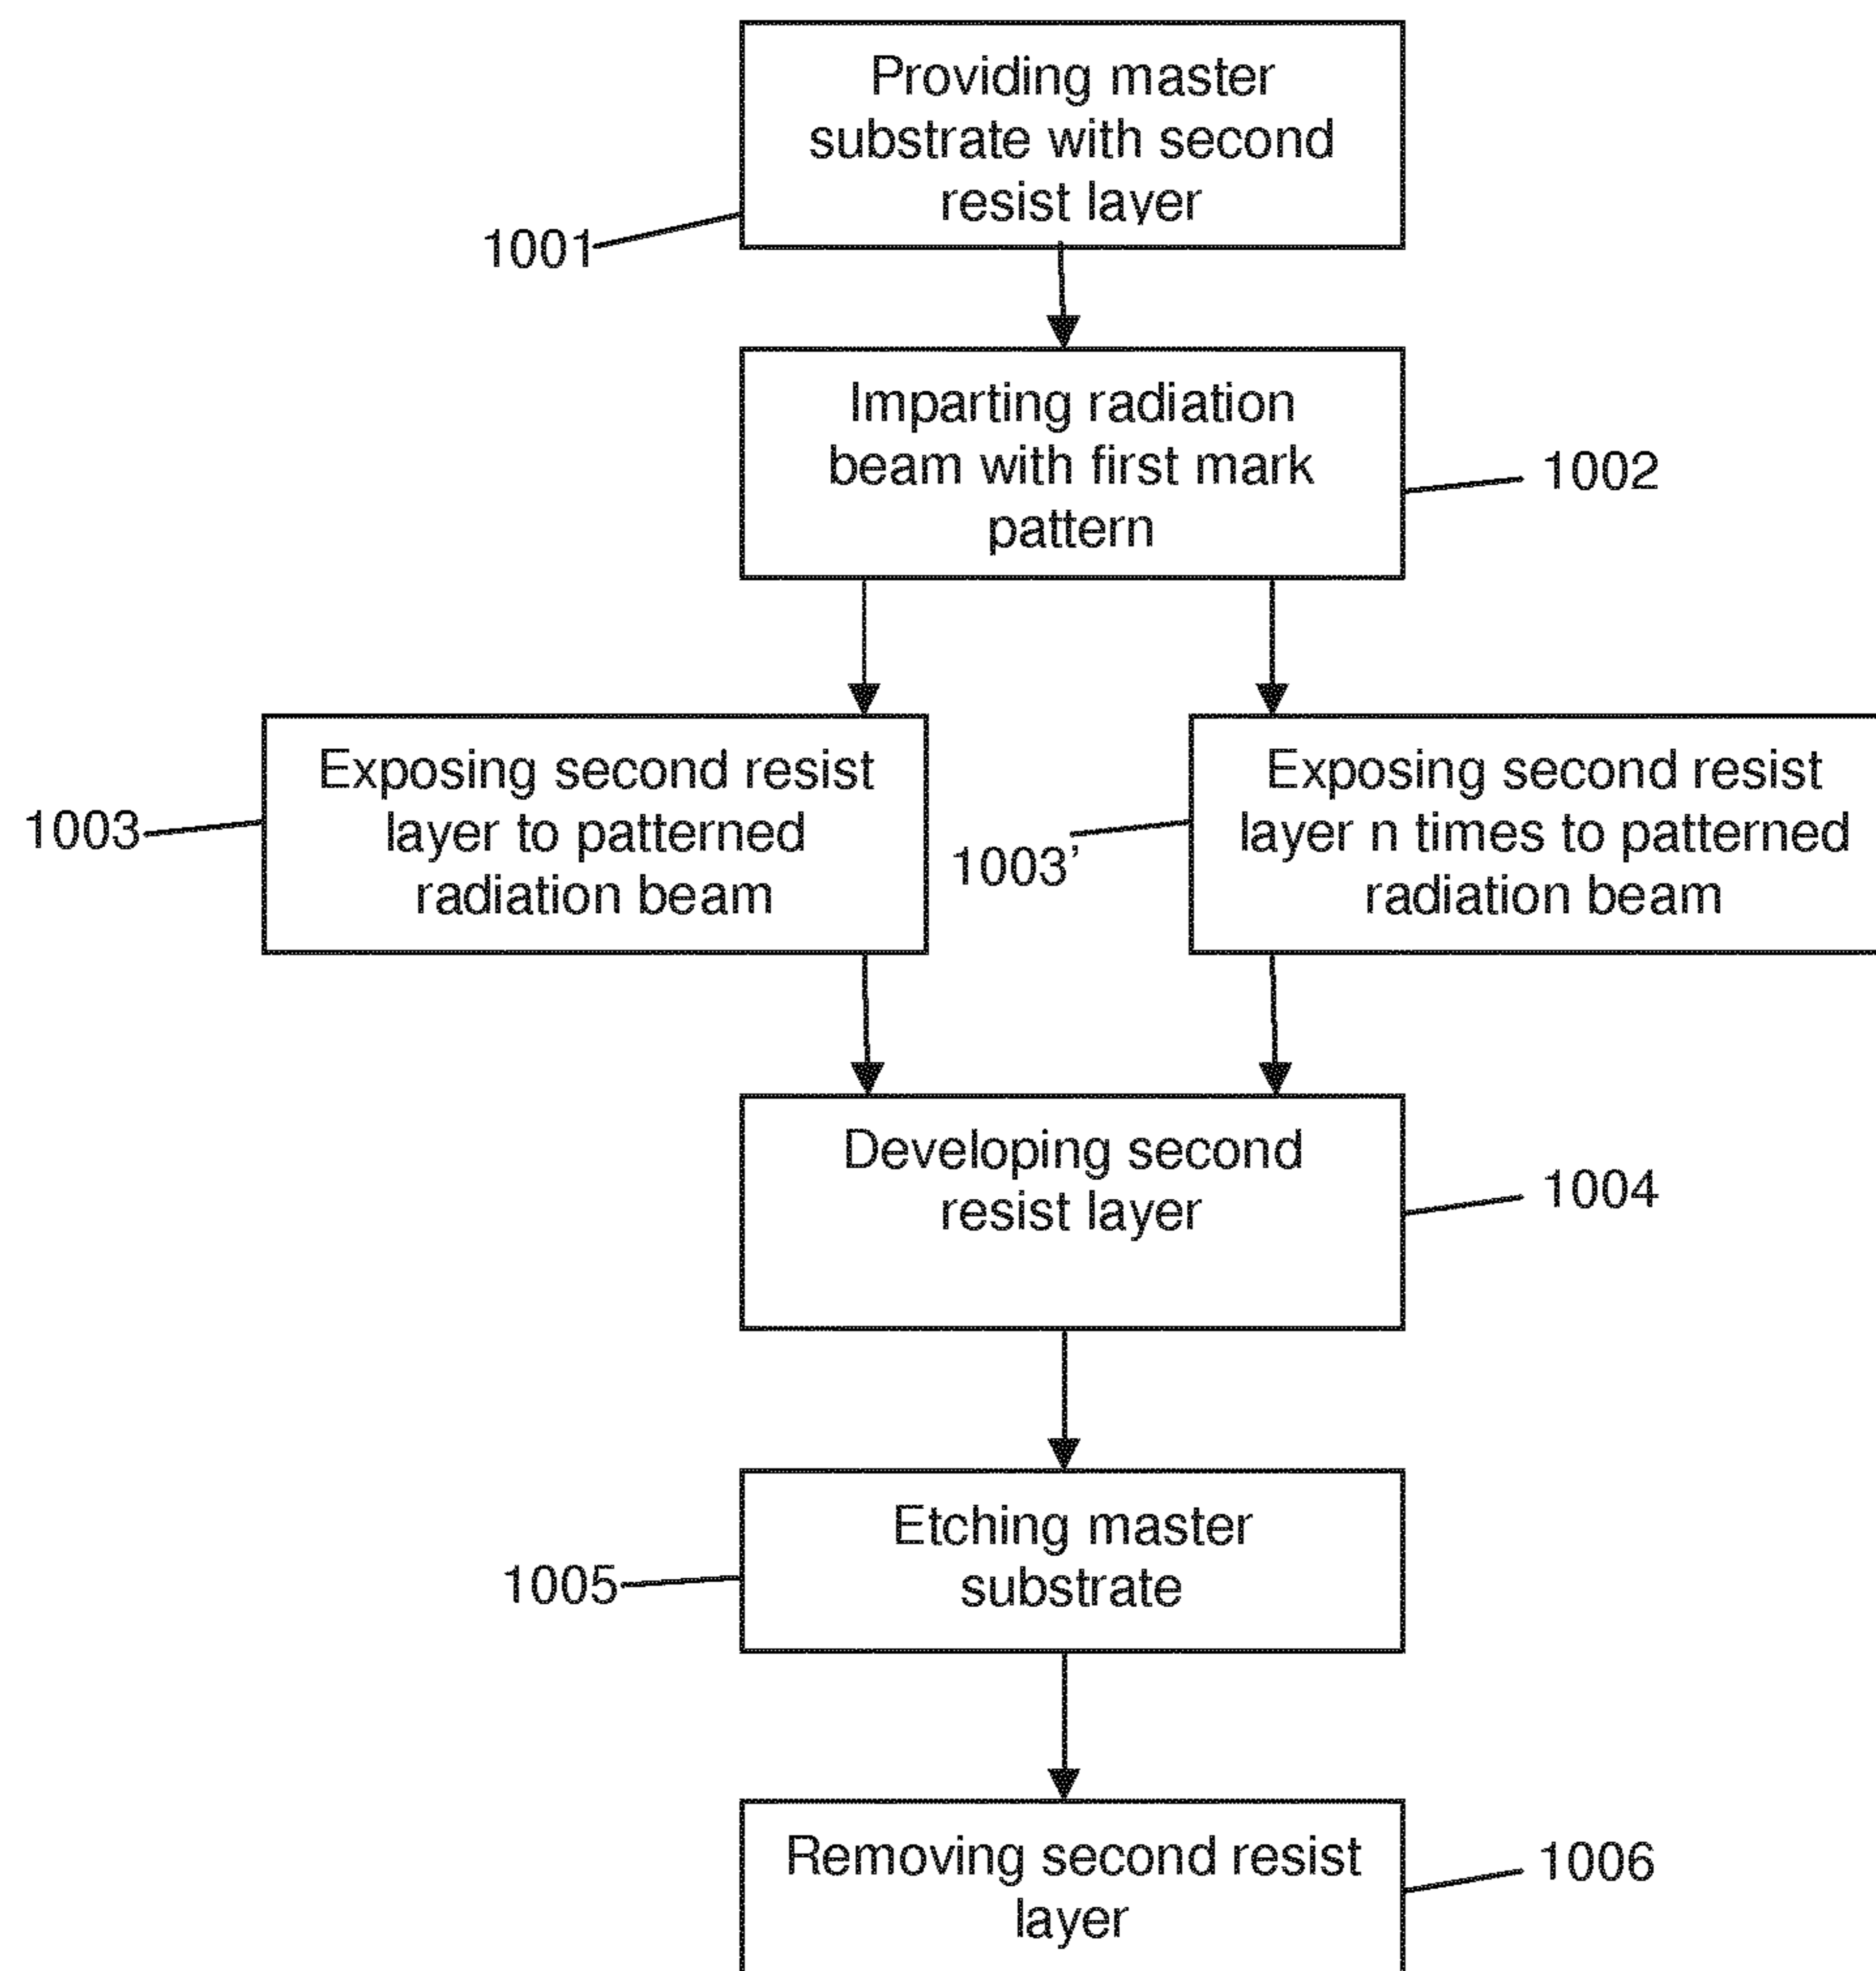 Providing master
substrate with second
resist layer
1001
Imparting radiation
beam with first mark
pattern
1002
Exposing second resist
layer to patterned
radiation beam
1003
Exposing second resist
layer n times to patterned
radiation beam
1003’
Developing second
resist layer
1004
Etching master
substrate
1005
Removing second resist
layer
1006